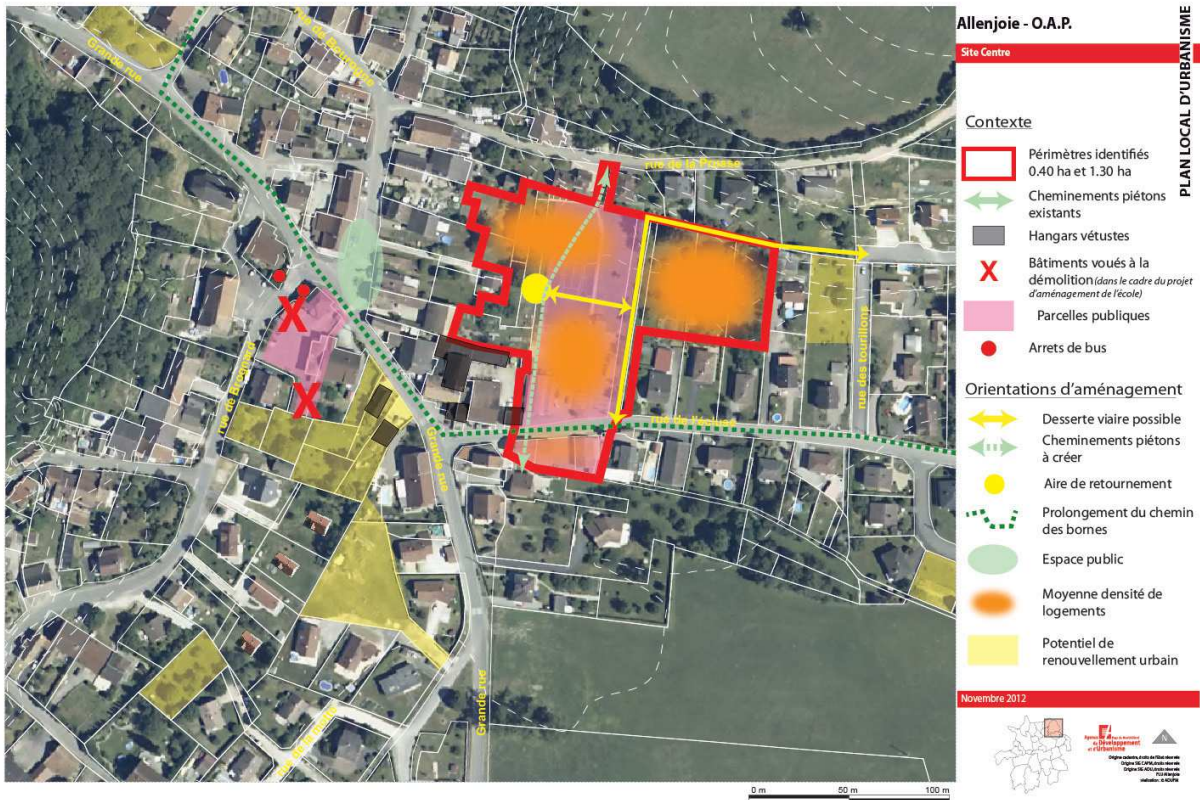 Allenjoie - O.A.P.
PLAN LOCAL D'URBANISME
Site Centre
Contexte
Périmètres identifiés
0.40 ha et 1.30 ha
Cheminements piétons
existants
Hangars vétustes
X
Bâtiments voués à la
démolition (dans le cadre du projet
d'aménagement de l'école)
Parcelles publiques
Arrets de bus
Orientations d'aménagement
Desserte viaire possible
Cheminements piétons
à créer
Aire de retournement
Prolongement du chemin
des bornes
Espace public
Moyenne densité de
logements
Potentiel de
renouvellement urbain
Novembre 2012
N
Développement
et d'Urbanisme
Grande rue
rue de la
rue des tourillons
rue de l'écluse
X
X
Grande rue
Grande rue
0 m
50 m
100 m